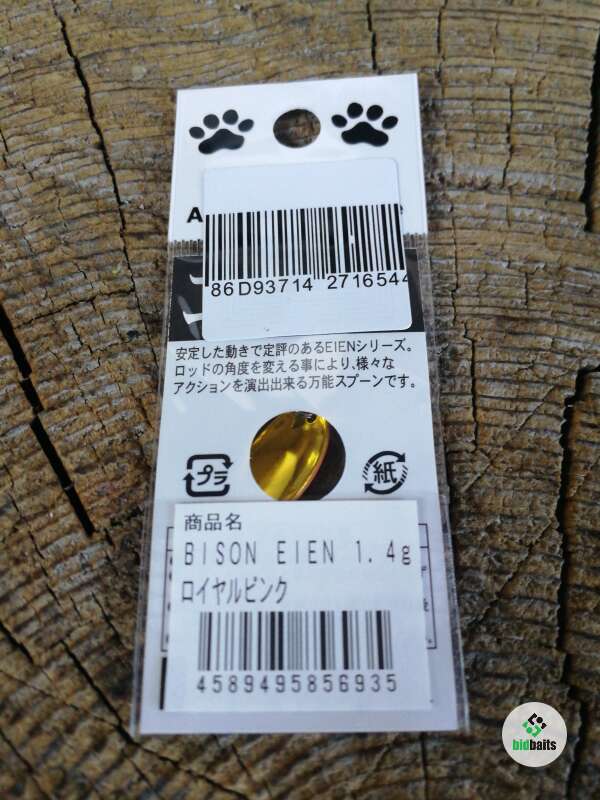 86D93714 2716544
安定した動きで定評のあるEIENシリーズ。
ロッドの角度を変える事により、様々な
アクションを演出出来る万能スプーンです。
プラ
紙
商品名
BISON EIEN 1.4g
ロイヤルピンク
4589495856935
bidbaits